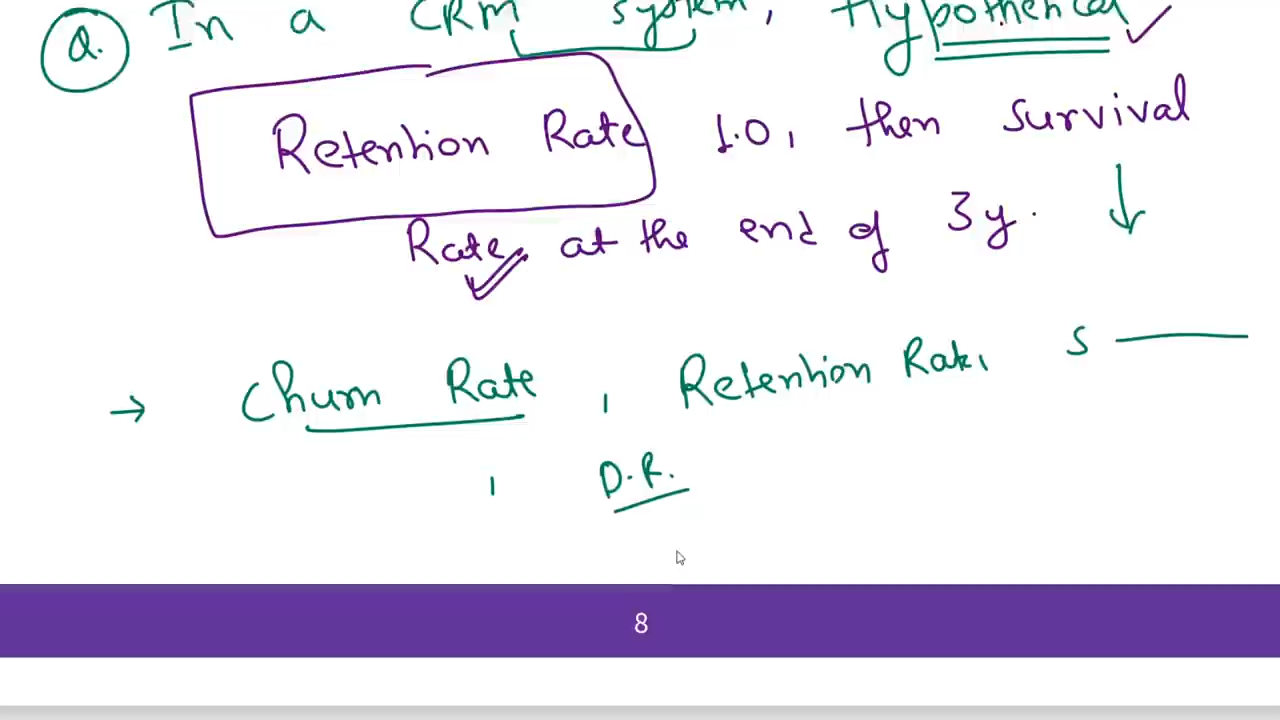 Q. In a CRM system, Hypothetical
Retention Rate 1.0, then survival
Rate at the end of 3y.
→ Churn Rate, Retention Rate, S
, D.R.
8